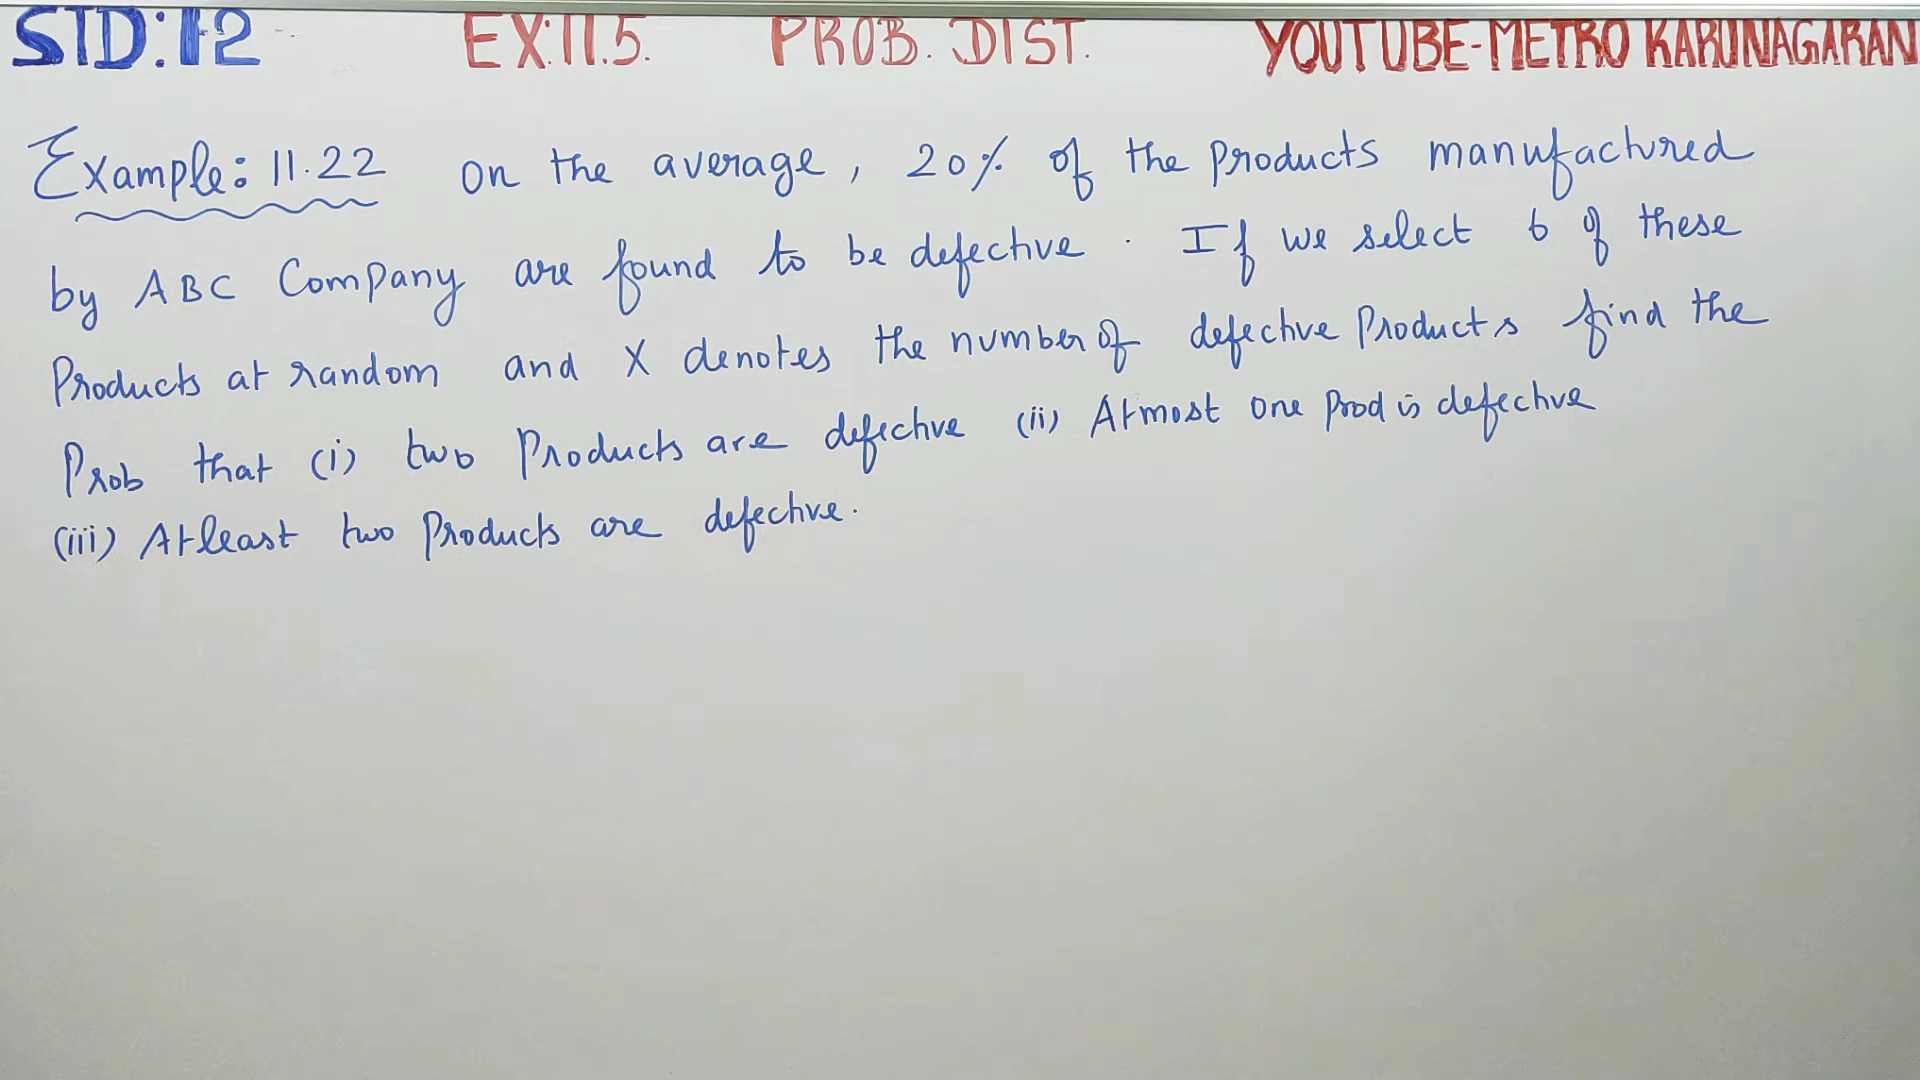 STD:12 EX:11.5. PROB. DIST. YOUTUBE-METRO KARUNAGARAN
Example: 11.22 on the average, 20% of the products manufactured
by ABC Company are found to be defective. If we select 6 of these
Products at random and X denotes the number of defective Products find the
Prob that (i) two Products are defective (ii) Atmost one Prod is defective
(iii) Atleast two Products are defective.